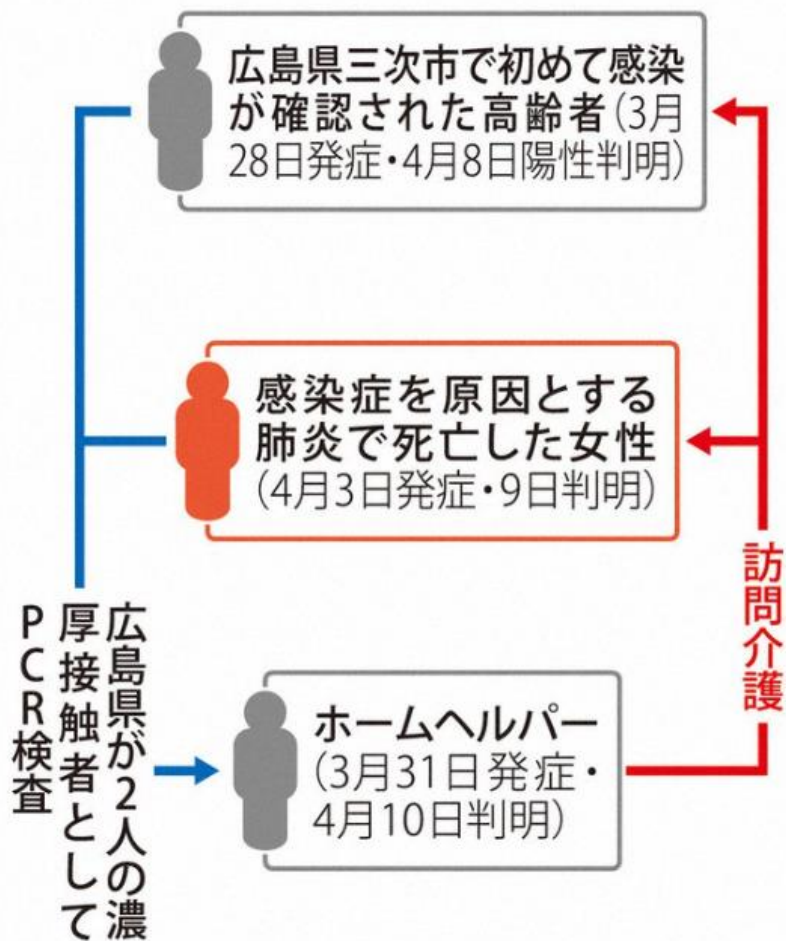 広島県三次市で初めて感染
が確認された高齢者(3月
28日発症・4月8日陽性判明)
感染症を原因とする
肺炎で死亡した女性
(4月3日発症・9日判明)
訪問介護
ホームヘルパー
(3月31日発症・
4月10日判明)
広島県が2人の濃
厚接触者として
PCR検査